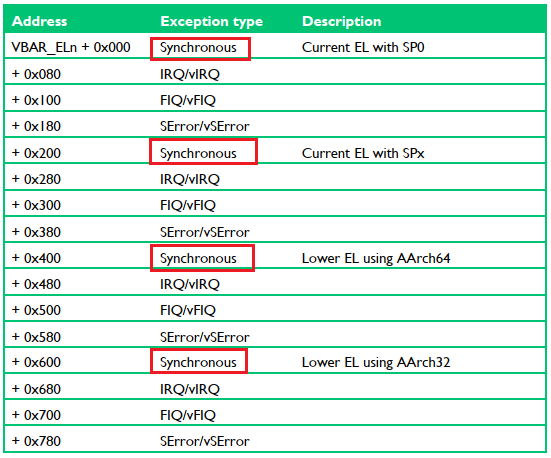 Address Exception type Description
VBAR_ELn + 0x000 Synchronous Current EL with SP0
+ 0x080 IRQ/vIRQ
+ 0x100 FIQ/vFIQ
+ 0x180 SError/vSError
+ 0x200 Synchronous Current EL with SPx
+ 0x280 IRQ/vIRQ
+ 0x300 FIQ/vFIQ
+ 0x380 SError/vSError
+ 0x400 Synchronous Lower EL using AArch64
+ 0x480 IRQ/vIRQ
+ 0x500 FIQ/vFIQ
+ 0x580 SError/vSError
+ 0x600 Synchronous Lower EL using AArch32
+ 0x680 IRQ/vIRQ
+ 0x700 FIQ/vFIQ
+ 0x780 SError/vSError